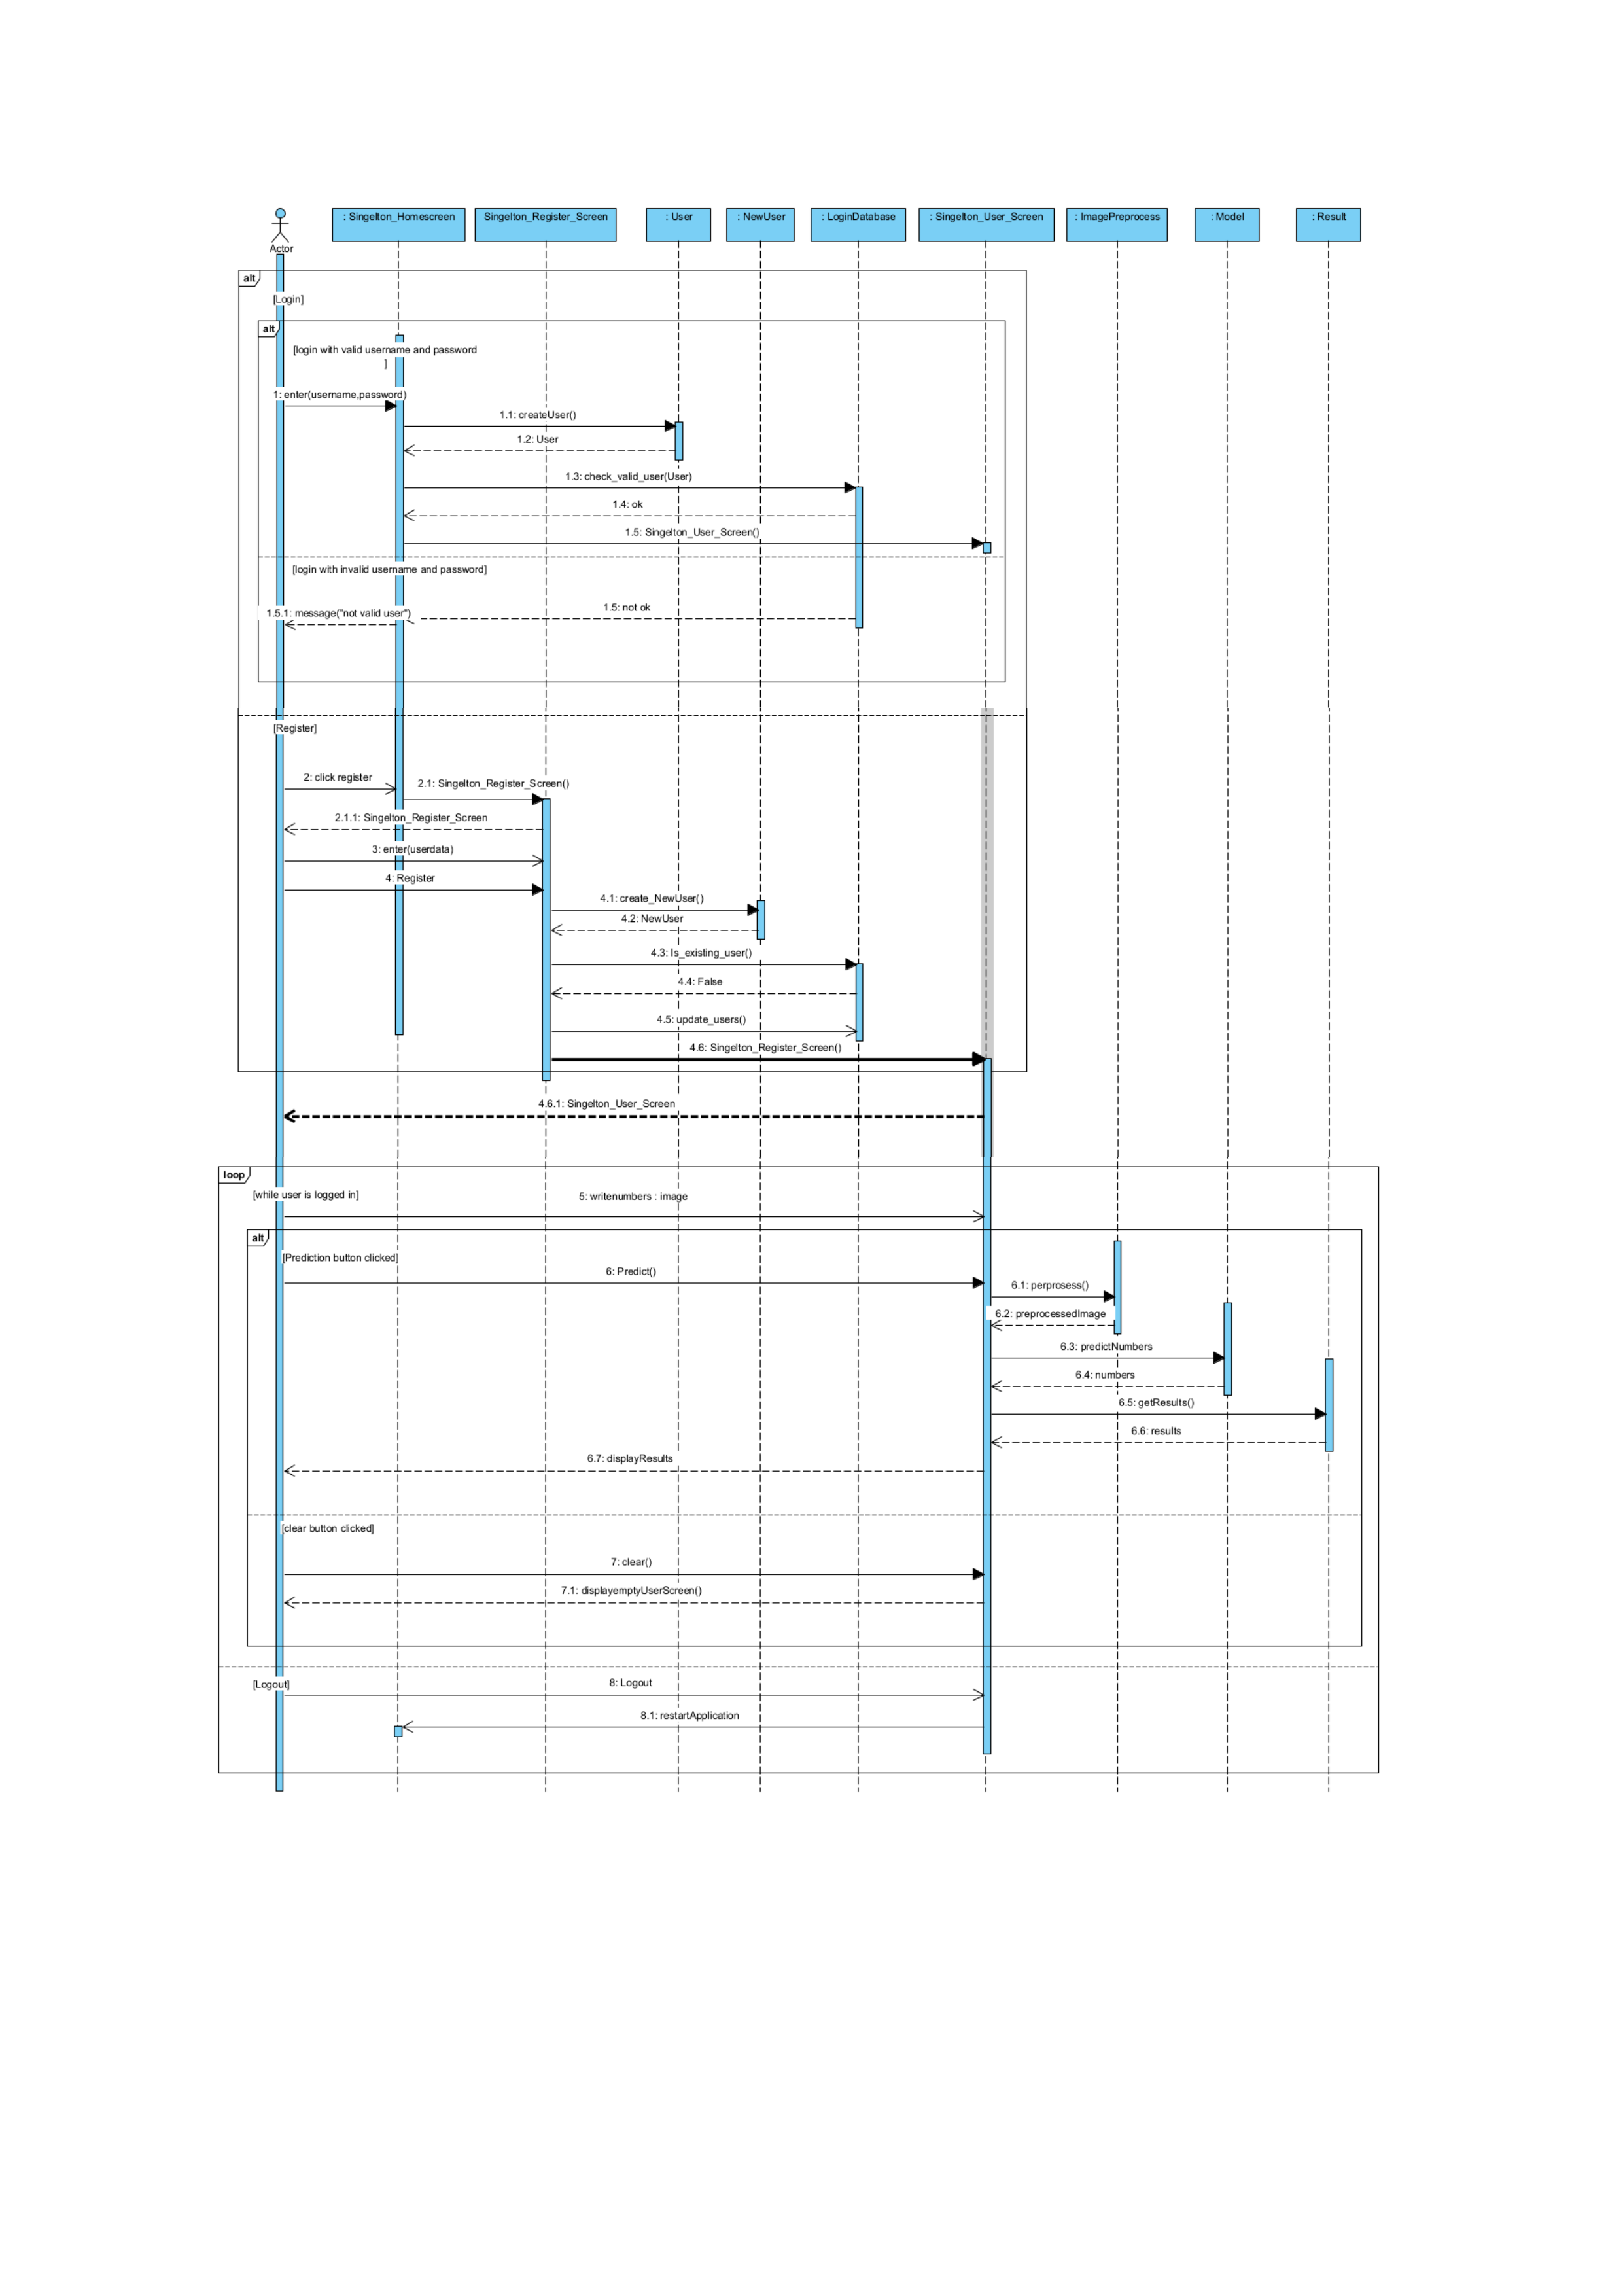 : Singelton_Homescreen
Singelton_Register_Screen
: User
: NewUser
: LoginDatabase
: Singelton_User_Screen
: ImagePreprocess
: Model
: Result
Actor
alt
[Login]
alt
[login with valid username and password
]
1: enter(username,password)
1.1: createUser()
1.2: User
1.3: check_valid_user(User)
1.4: ok
1.5: Singelton_User_Screen()
[login with invalid username and password]
1.5: not ok
1.5.1: message("not valid user")
[Register]
2: click register
2.1: Singelton_Register_Screen()
2.1.1: Singelton_Register_Screen
3: enter(userdata)
4: Register
4.1: create_NewUser()
4.2: NewUser
4.3: Is_existing_user()
4.4: False
4.5: update_users()
4.6: Singelton_Register_Screen()
4.6.1: Singelton_User_Screen
loop
[while user is logged in]
5: writenumbers : image
alt
[Prediction button clicked]
6: Predict()
6.1: perprosess()
6.2: preprocessedImage
6.3: predictNumbers
6.4: numbers
6.5: getResults()
6.6: results
6.7: displayResults
[clear button clicked]
7: clear()
7.1: displayemptyUserScreen()
[Logout]
8: Logout
8.1: restartApplication